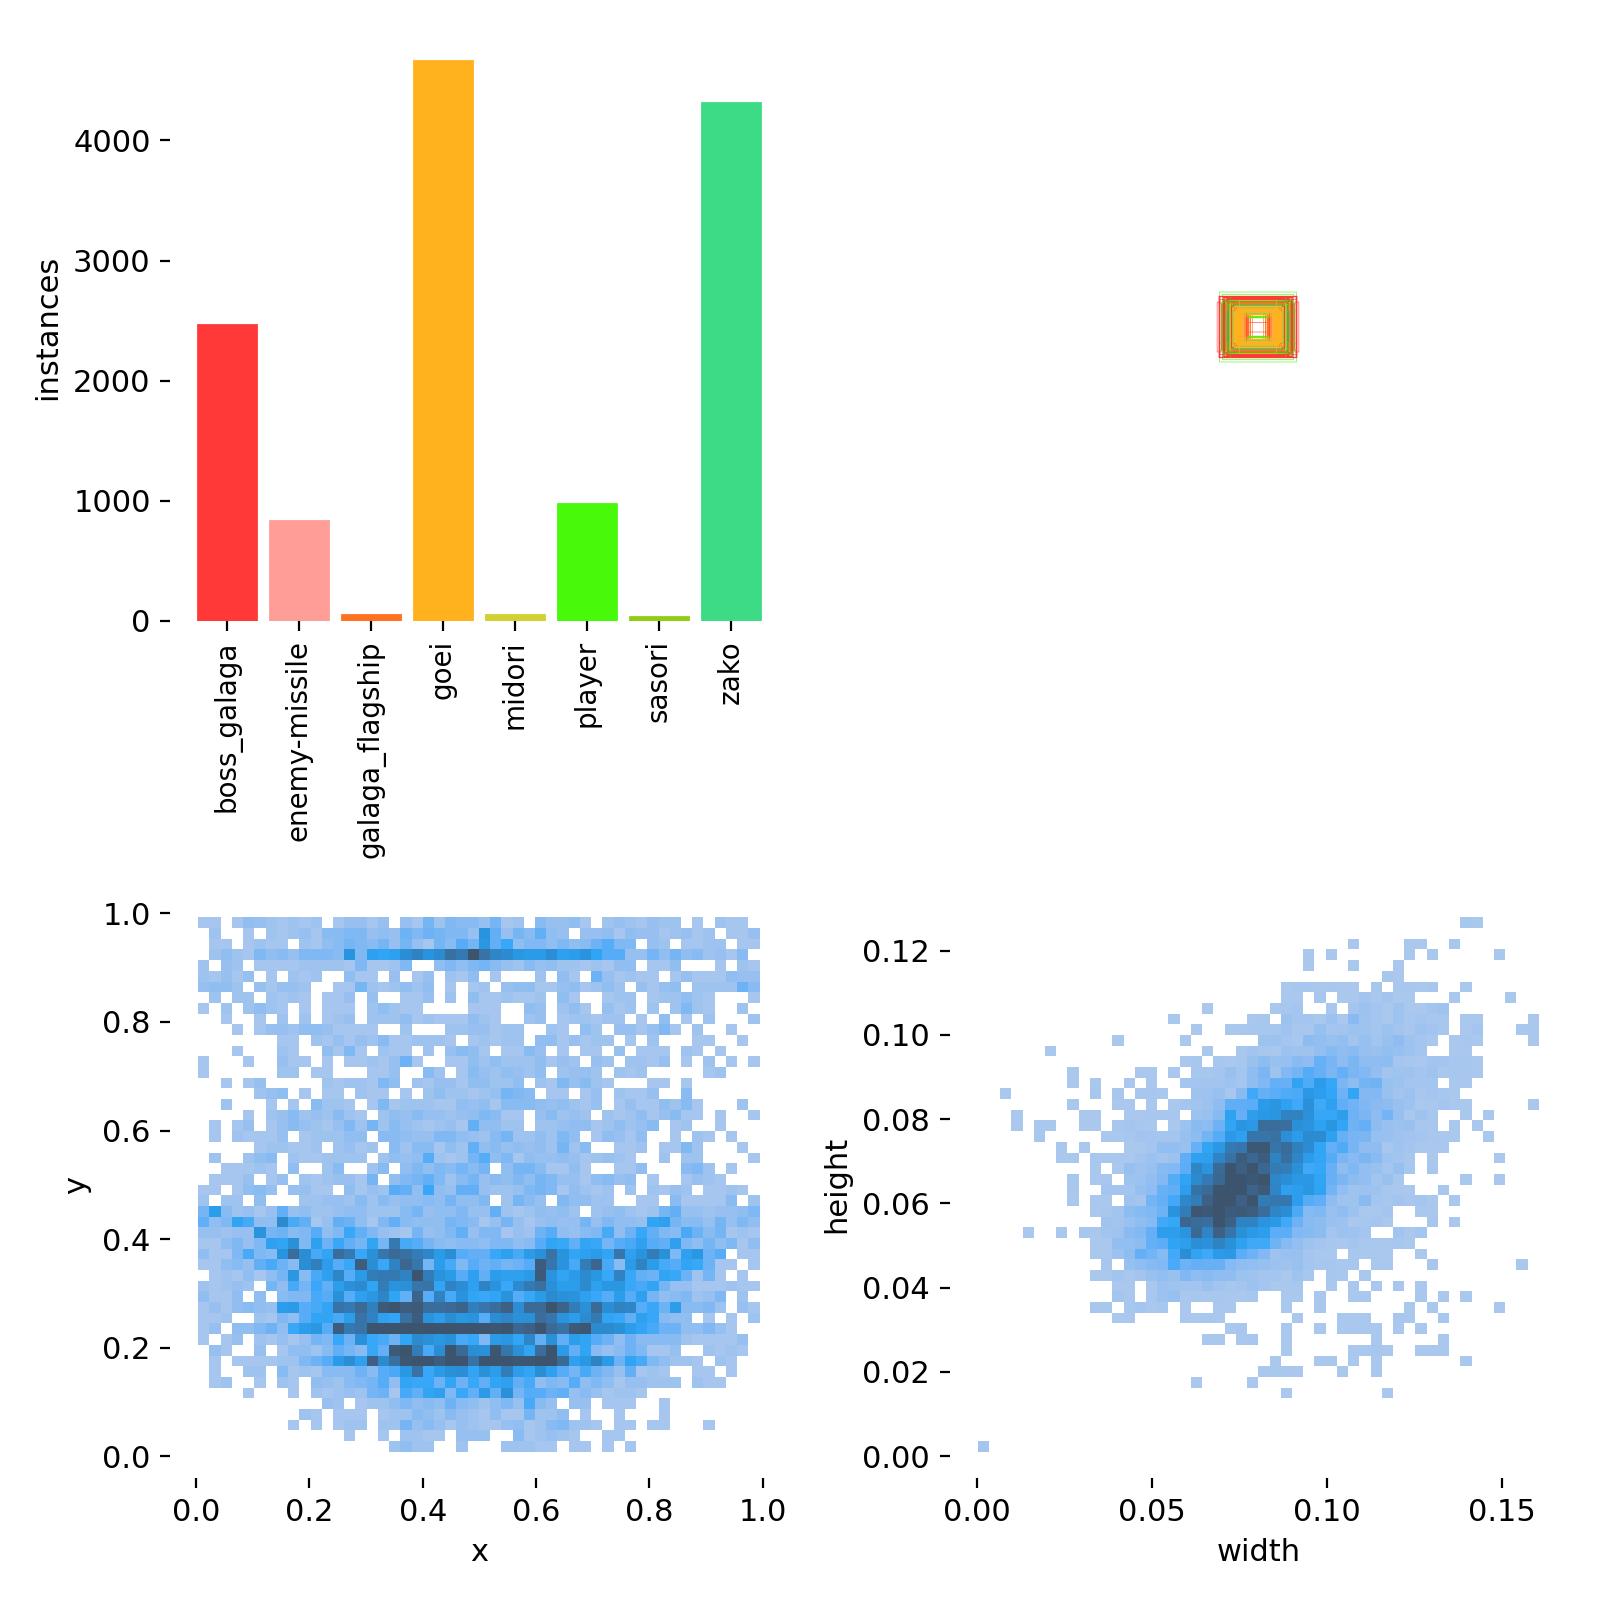 instances
4000
3000
2000
1000
0
boss_galaga
enemy-missile
galaga_flagship
goei
midori
player
sasori
zako
y
1.0
0.8
0.6
0.4
0.2
0.0
0.0 0.2 0.4 0.6 0.8 1.0
x
height
0.12
0.10
0.08
0.06
0.04
0.02
0.00
0.00 0.05 0.10 0.15
width